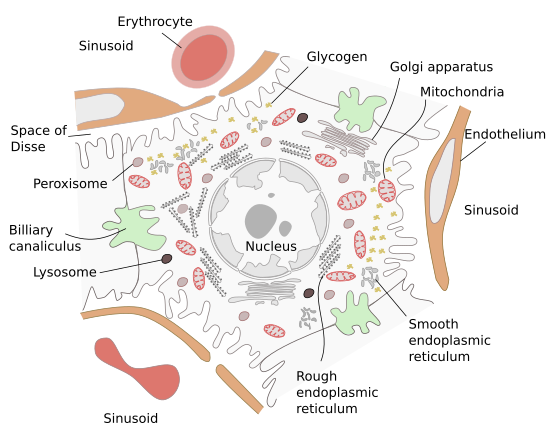 Erythrocyte
Sinusoid
Glycogen
Golgi apparatus
Mitochondria
Space of
Disse
Endothelium
Peroxisome
Sinusoid
Billiary
canaliculus
Nucleus
Lysosome
Smooth
endoplasmic
reticulum
Rough
endoplasmic
reticulum
Sinusoid